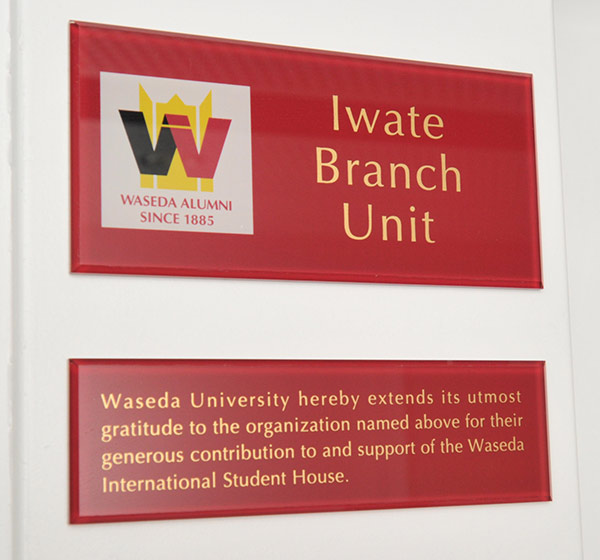 W
WASEDA ALUMNI
SINCE 1885
Iwate
Branch
Unit
Waseda University hereby extends its utmost
gratitude to the organization named above for their
generous contribution to and support of the Waseda
International Student House.